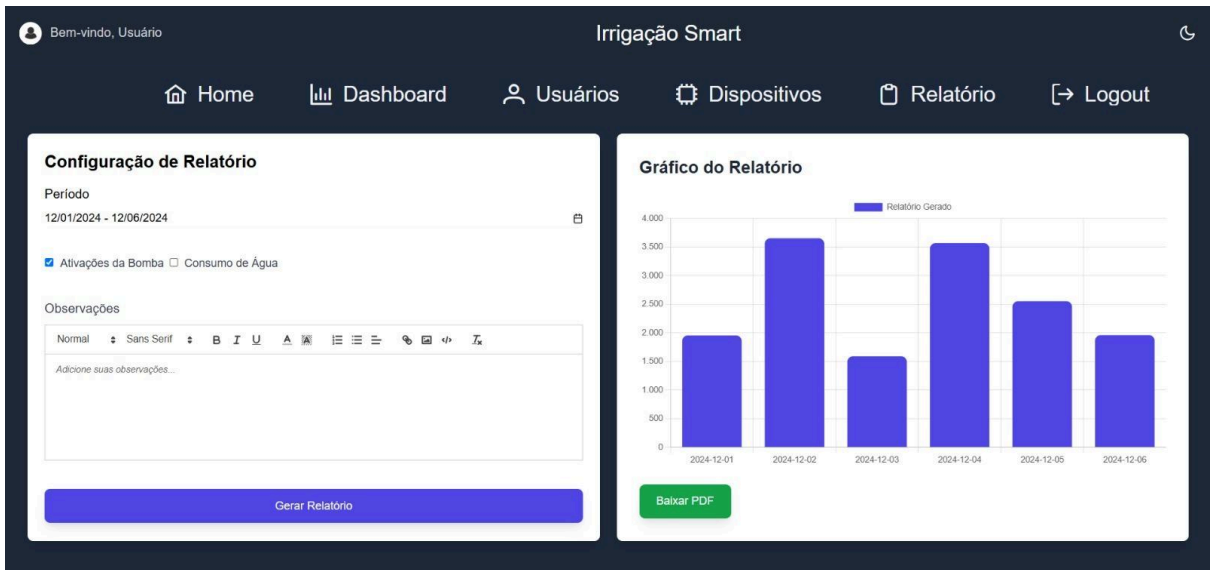 Bem-vindo, Usuário
Irrigação Smart
Home Dashboard Usuários Dispositivos Relatório Logout
Configuração de Relatório
Período
12/01/2024 - 12/06/2024
Ativações da Bomba Consumo de Água
Observações
Normal Sans Serif B I U A A Tx
Adicione suas observações...
Gerar Relatório
Gráfico do Relatório
Relatório Gerado
4.000
3.500
3.000
2.500
2.000
1.500
1.000
500
0
2024-12-01 2024-12-02 2024-12-03 2024-12-04 2024-12-05 2024-12-06
Baixar PDF